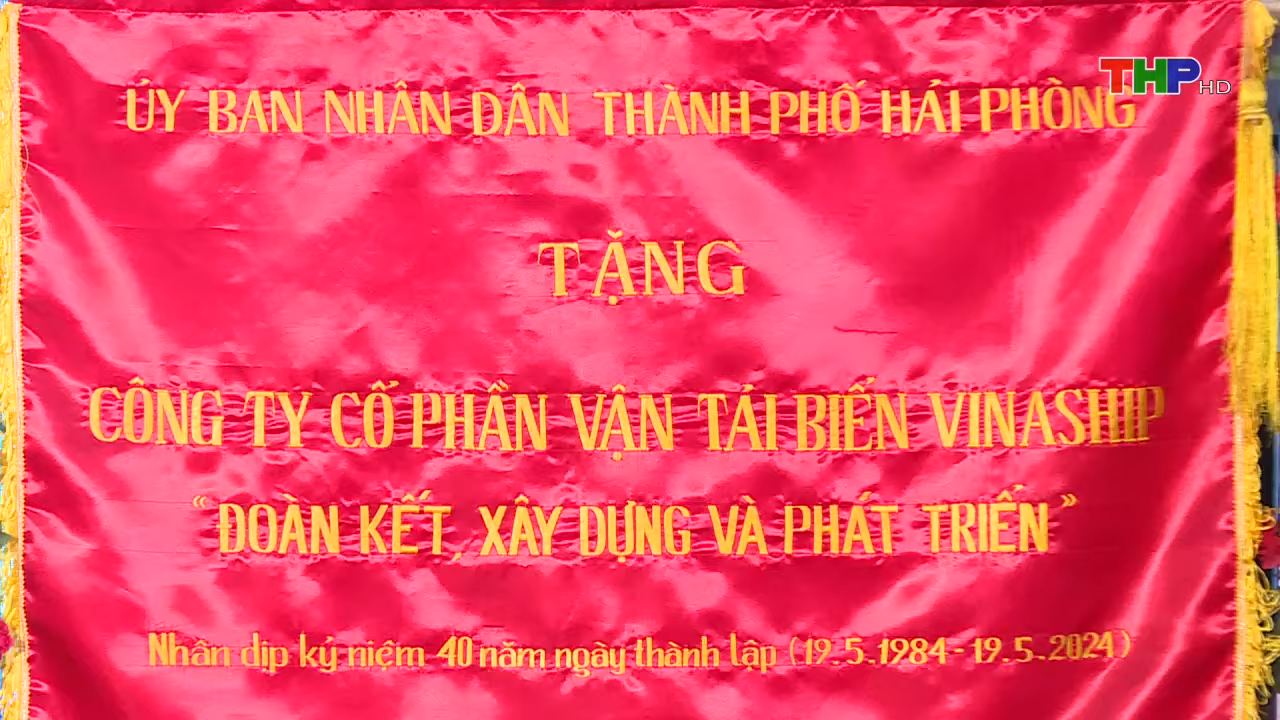 THPHD
ỦY BAN NHÂN DÂN THÀNH PHỐ HẢI PHÒNG
TẶNG
CÔNG TY CỔ PHẦN VẬN TẢI BIỂN VINASHIP
“ĐOÀN KẾT, XÂY DỰNG VÀ PHÁT TRIỂN”
Nhân dịp kỷ niệm 40 năm ngày thành lập (19.5.1984-19.5.2024)